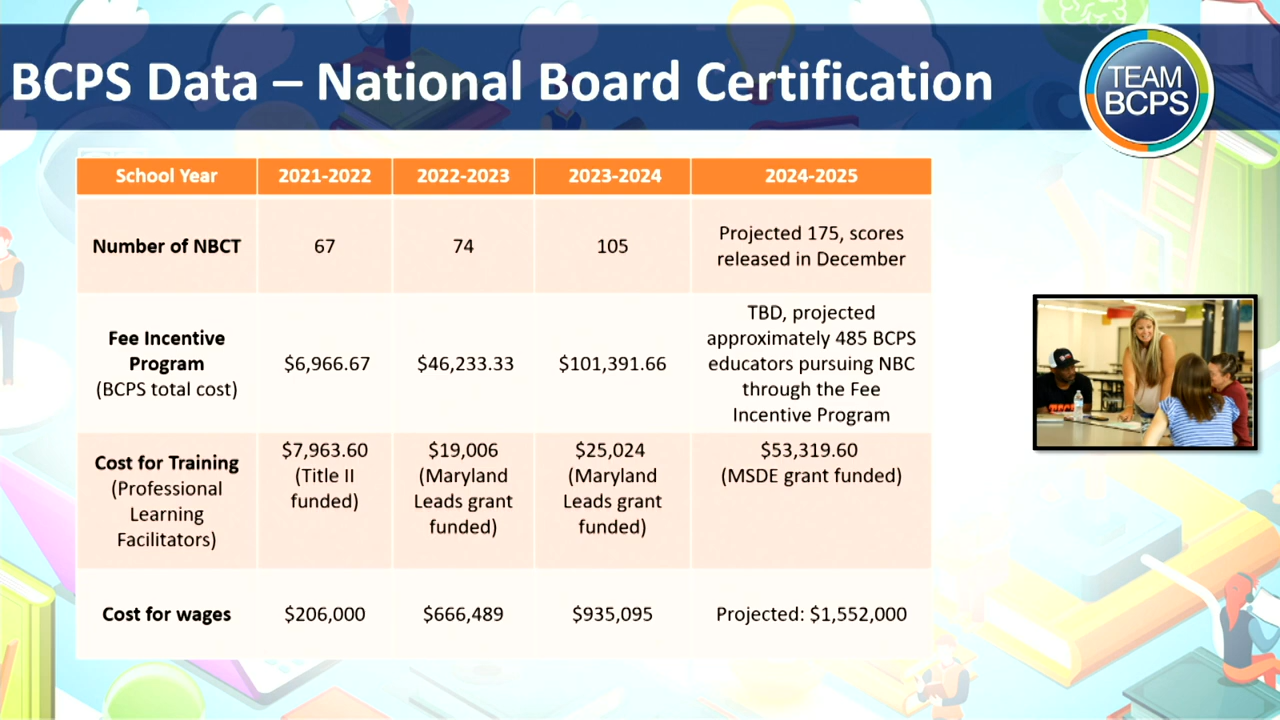 BCPS Data – National Board Certification
TEAM
BCPS
School Year 2021-2022 2022-2023 2023-2024 2024-2025
Number of NBCT 67 74 105 Projected 175, scores
released in December
Fee Incentive
Program
(BCPS total cost)
$6,966.67 $46,233.33 $101,391.66
TBD, projected
approximately 485 BCPS
educators pursuing NBC
through the Fee
Incentive Program
Cost for Training
(Professional
Learning
Facilitators)
$7,963.60
(Title II
funded)
$19,006
(Maryland
Leads grant
funded)
$25,024
(Maryland
Leads grant
funded)
$53,319.60
(MSDE grant funded)
Cost for wages $206,000 $666,489 $935,095 Projected: $1,552,000